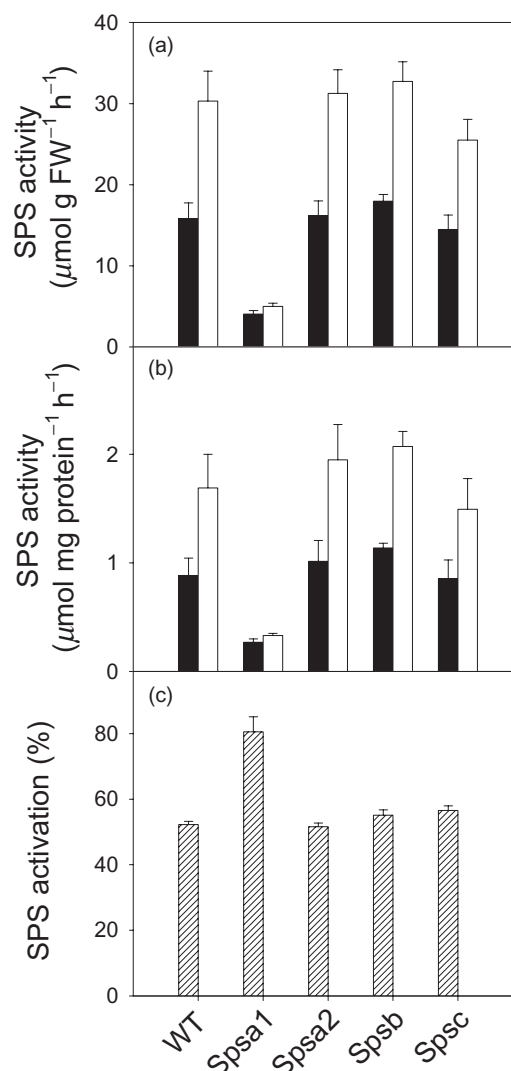 (a)
SPS activity
(μmol g FW⁻¹ h⁻¹)
40
30
20
10
0
(b)
SPS activity
(μmol mg protein⁻¹ h⁻¹)
2
1
0
(c)
SPS activation (%)
80
60
40
20
0
WT
Spsa1
Spsa2
Spsb
Spsc